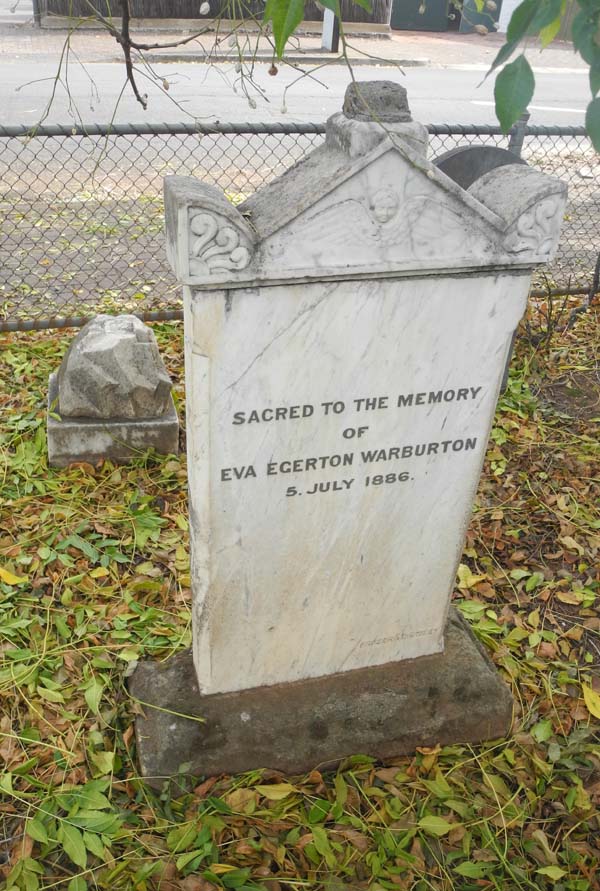 SACRED TO THE MEMORY
OF
EVA EGERTON WARBURTON
5. JULY 1886.